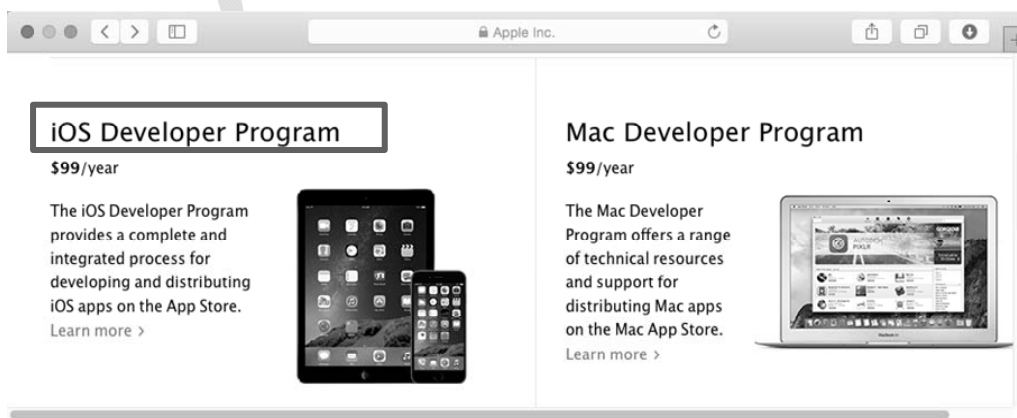 Apple Inc.
iOS Developer Program
$99/year
The iOS Developer Program
provides a complete and
integrated process for
developing and distributing
iOS apps on the App Store.
Learn more >
Mac Developer Program
$99/year
The Mac Developer
Program offers a range
of technical resources
and support for
distributing Mac apps
on the Mac App Store.
Learn more >
AUTODESK
PIXLR